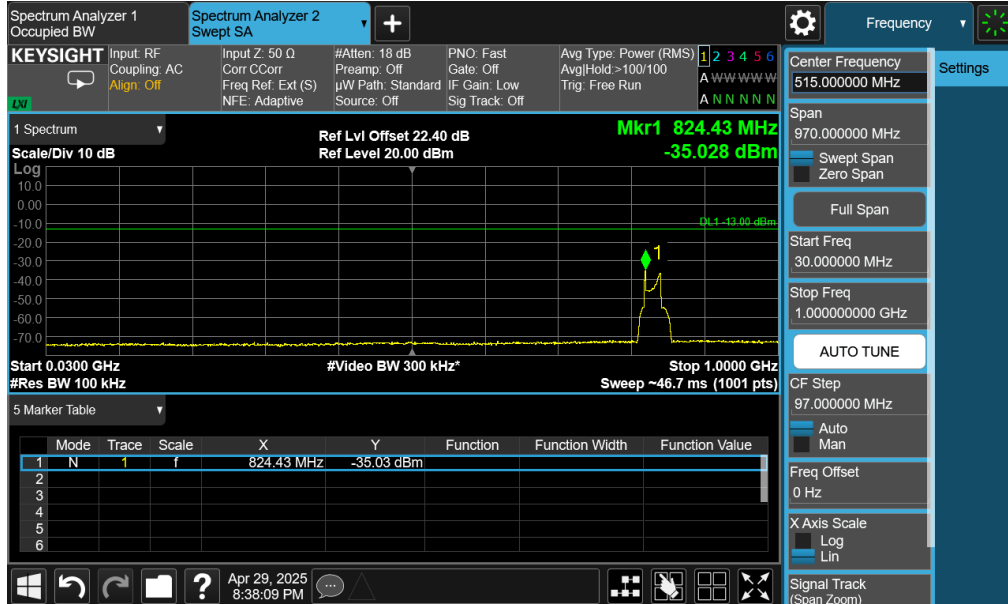 Spectrum Analyzer 1
Occupied BW
Spectrum Analyzer 2
Swept SA
▼
+
Frequency ▼
KEYSIGHT
LXI
Input: RF
Coupling: AC
Align: Off
Input Z: 50 Ω
Corr CCorr
Freq Ref: Ext (S)
NFE: Adaptive
#Atten: 18 dB
Preamp: Off
µW Path: Standard
Source: Off
PNO: Fast
Gate: Off
IF Gain: Low
Sig Track: Off
Avg Type: Power (RMS)
Avg|Hold:>100/100
Trig: Free Run
1 2 3 4 5 6
A W W W W W
A N N N N N
1 Spectrum ▼
Scale/Div 10 dB
Ref Lvl Offset 22.40 dB
Ref Level 20.00 dBm
Mkr1 824.43 MHz
-35.028 dBm
Log
10.0
0.00
-10.0
-20.0
-30.0
-40.0
-50.0
-60.0
-70.0
DL1 -13.00 dBm
1
Start 0.0300 GHz
#Video BW 300 kHz*
Stop 1.0000 GHz
#Res BW 100 kHz
Sweep ~46.7 ms (1001 pts)
5 Marker Table ▼
Mode Trace Scale X Y Function Function Width Function Value
1 N 1 f 824.43 MHz -35.03 dBm
2
3
4
5
6
Center Frequency
515.000000 MHz
Span
970.000000 MHz
Swept Span
Zero Span
Full Span
Start Freq
30.000000 MHz
Stop Freq
1.000000000 GHz
AUTO TUNE
CF Step
97.000000 MHz
Auto
Man
Freq Offset
0 Hz
X Axis Scale
Log
Lin
Signal Track
(Span Zoom)
Settings
?
Apr 29, 2025
8:38:09 PM